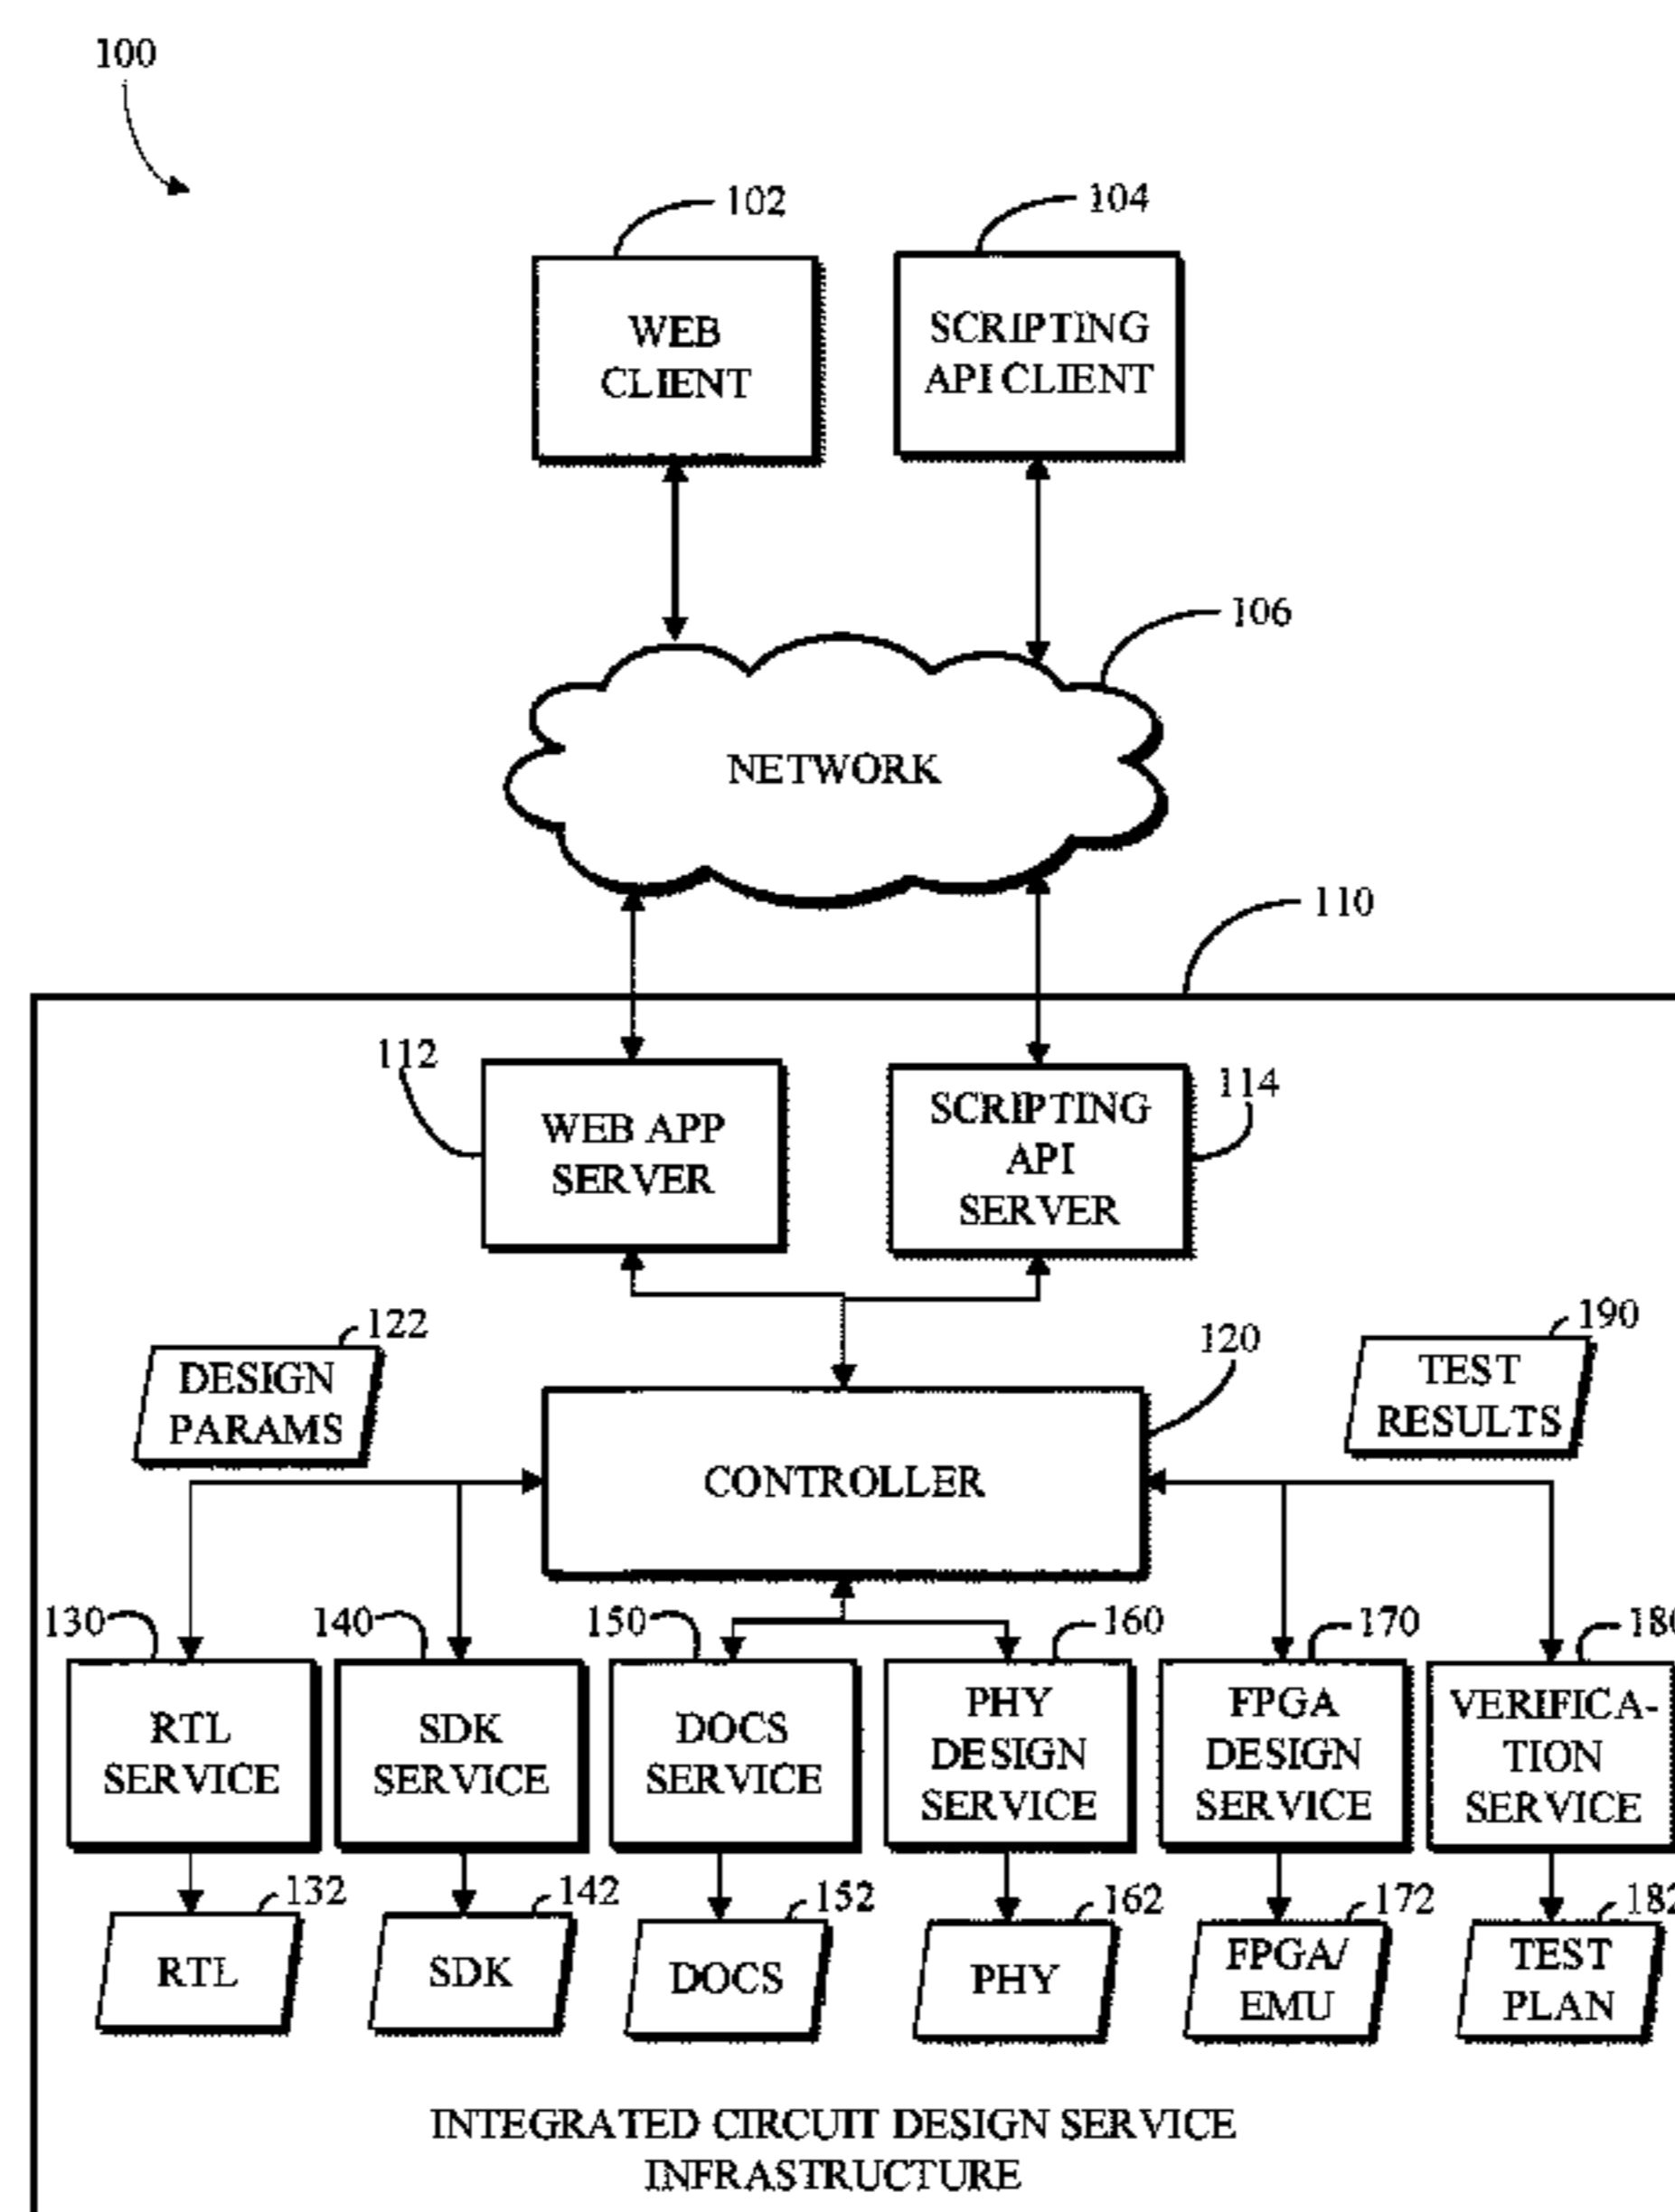 100
102
104
WEB
CLIENT
SCRIPTING
API CLIENT
106
NETWORK
110
112
WEB APP
SERVER
SCRIPTING
API
SERVER
114
122
DESIGN
PARAMS
120
190
TEST
RESULTS
CONTROLLER
130
140
150
160
170
RTL
SERVICE
SDK
SERVICE
DOCS
SERVICE
PHY
DESIGN
SERVICE
FPGA
DESIGN
SERVICE
VERIFICA-
TION
SERVICE
132
142
152
162
172
RTL
SDK
DOCS
PHY
FPGA/
EMU
TEST
PLAN
INTEGRATED CIRCUIT DESIGN SERVICE
INFRASTRUCTURE